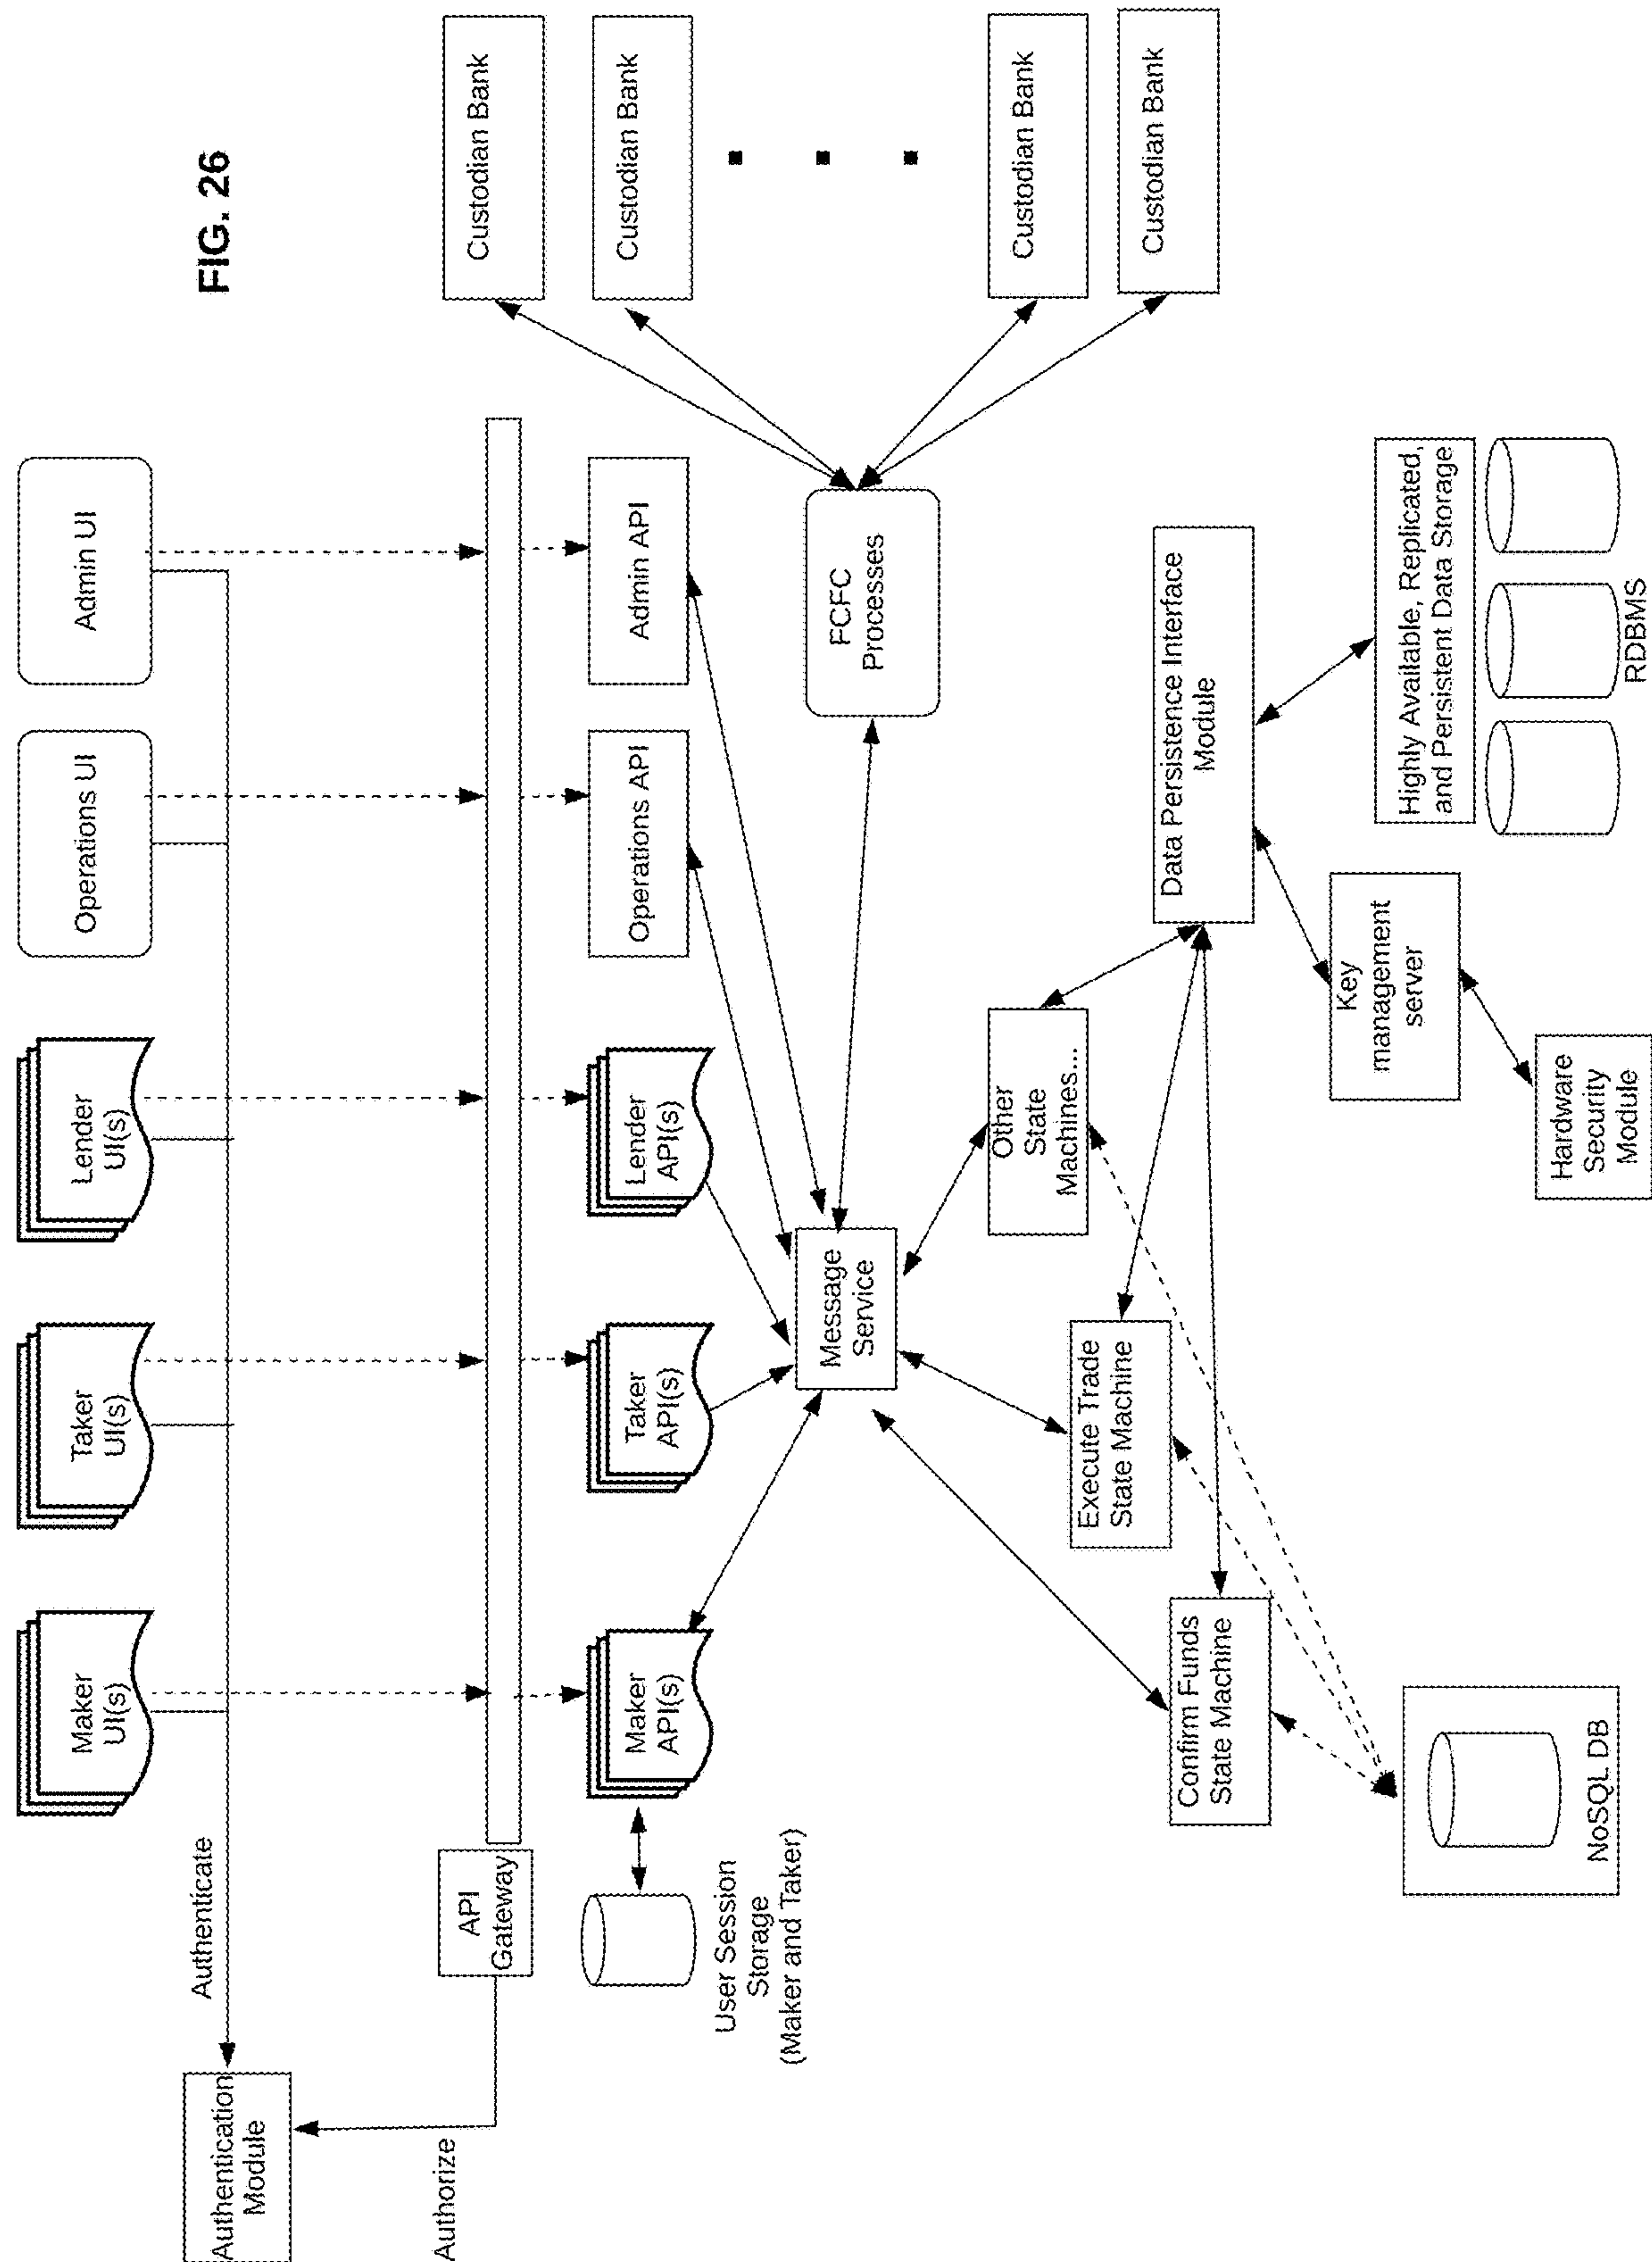 FIG. 26
Maker
UI(s)
Taker
UI(s)
Lender
UI(s)
Operations UI
Admin UI
Authenticate
Authentication
Module
Authorize
API
Gateway
User Session
Storage
(Maker and Taker)
Maker
API(s)
Taker
API(s)
Lender
API(s)
Operations API
Admin API
Custodian Bank
Custodian Bank
Custodian Bank
Custodian Bank
Message
Service
FCFC
Processes
Confirm Funds
State Machine
Execute Trade
State Machine
Other
State
Machines...
Data Persistence Interface
Module
NoSQL DB
Key
management
server
Hardware
Security
Module
Highly Available, Replicated,
and Persistent Data Storage
RDBMS